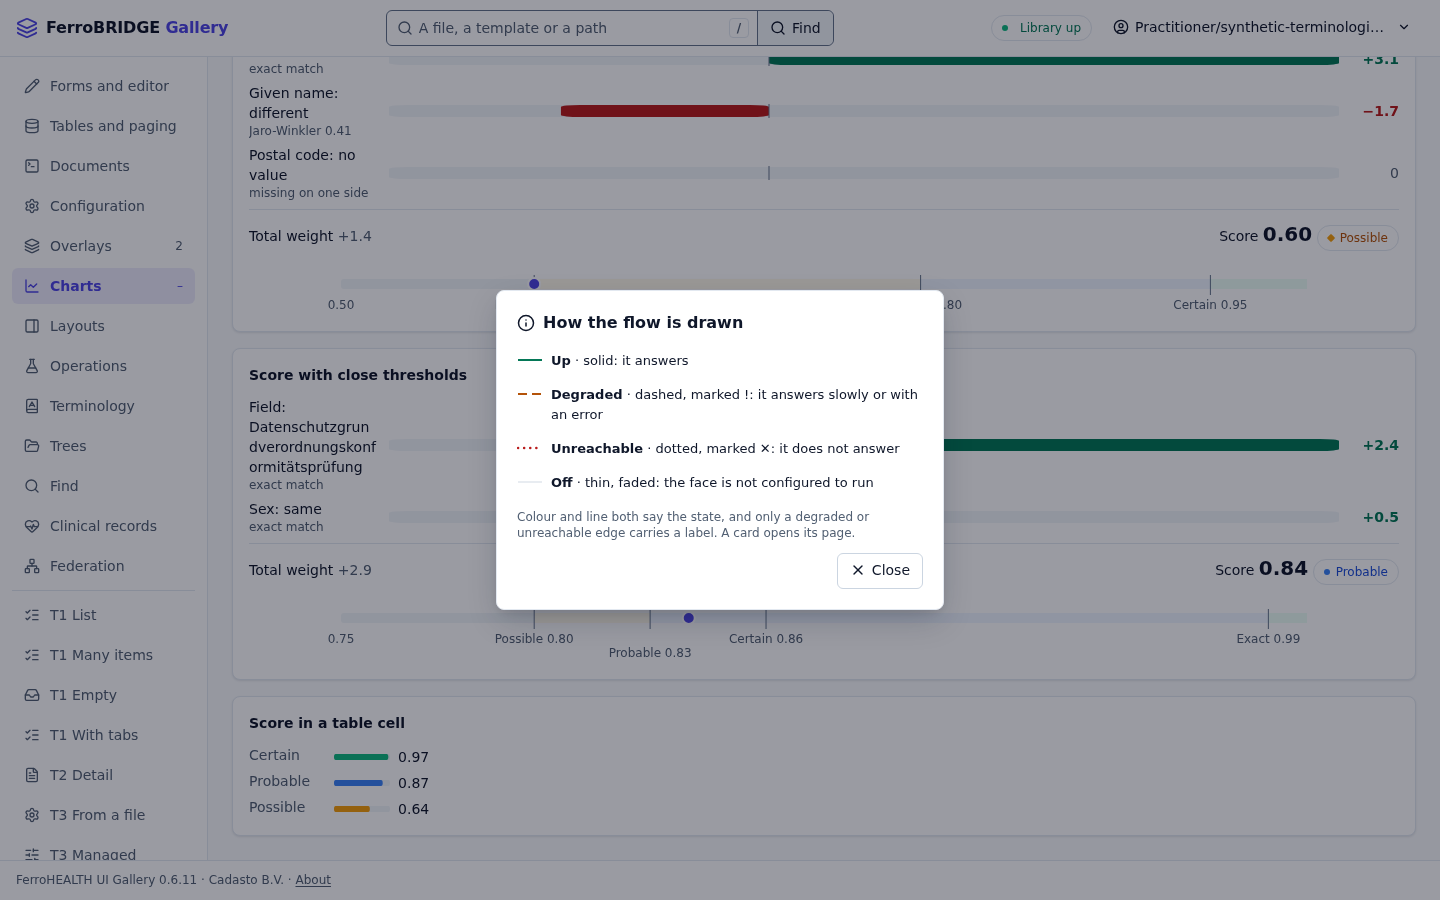 FerroBRIDGE Gallery
A file, a template or a path
/
Find
Library up
Practitioner/synthetic-terminologi...
Forms and editor
Tables and paging
Documents
Configuration
Overlays 2
Charts –
Layouts
Operations
Terminology
Trees
Find
Clinical records
Federation
T1 List
T1 Many items
T1 Empty
T1 With tabs
T2 Detail
T3 From a file
T3 Managed
exact match
+3.1
Given name:
different
Jaro-Winkler 0.41
−1.7
Postal code: no
value
missing on one side
0
Total weight +1.4
Score 0.60 Possible
0.50
.80
Certain 0.95
Score with close thresholds
Field:
Datenschutzgrun
dverordnungskonf
ormitätsprüfung
exact match
+2.4
Sex: same
exact match
+0.5
Total weight +2.9
Score 0.84 Probable
0.75
Possible 0.80
Probable 0.83
Certain 0.86
Exact 0.99
Score in a table cell
Certain 0.97
Probable 0.87
Possible 0.64
How the flow is drawn
Up · solid: it answers
Degraded · dashed, marked !: it answers slowly or with
an error
Unreachable · dotted, marked ✕: it does not answer
Off · thin, faded: the face is not configured to run
Colour and line both say the state, and only a degraded or
unreachable edge carries a label. A card opens its page.
Close
FerroHEALTH UI Gallery 0.6.11 · Cadasto B.V. · About